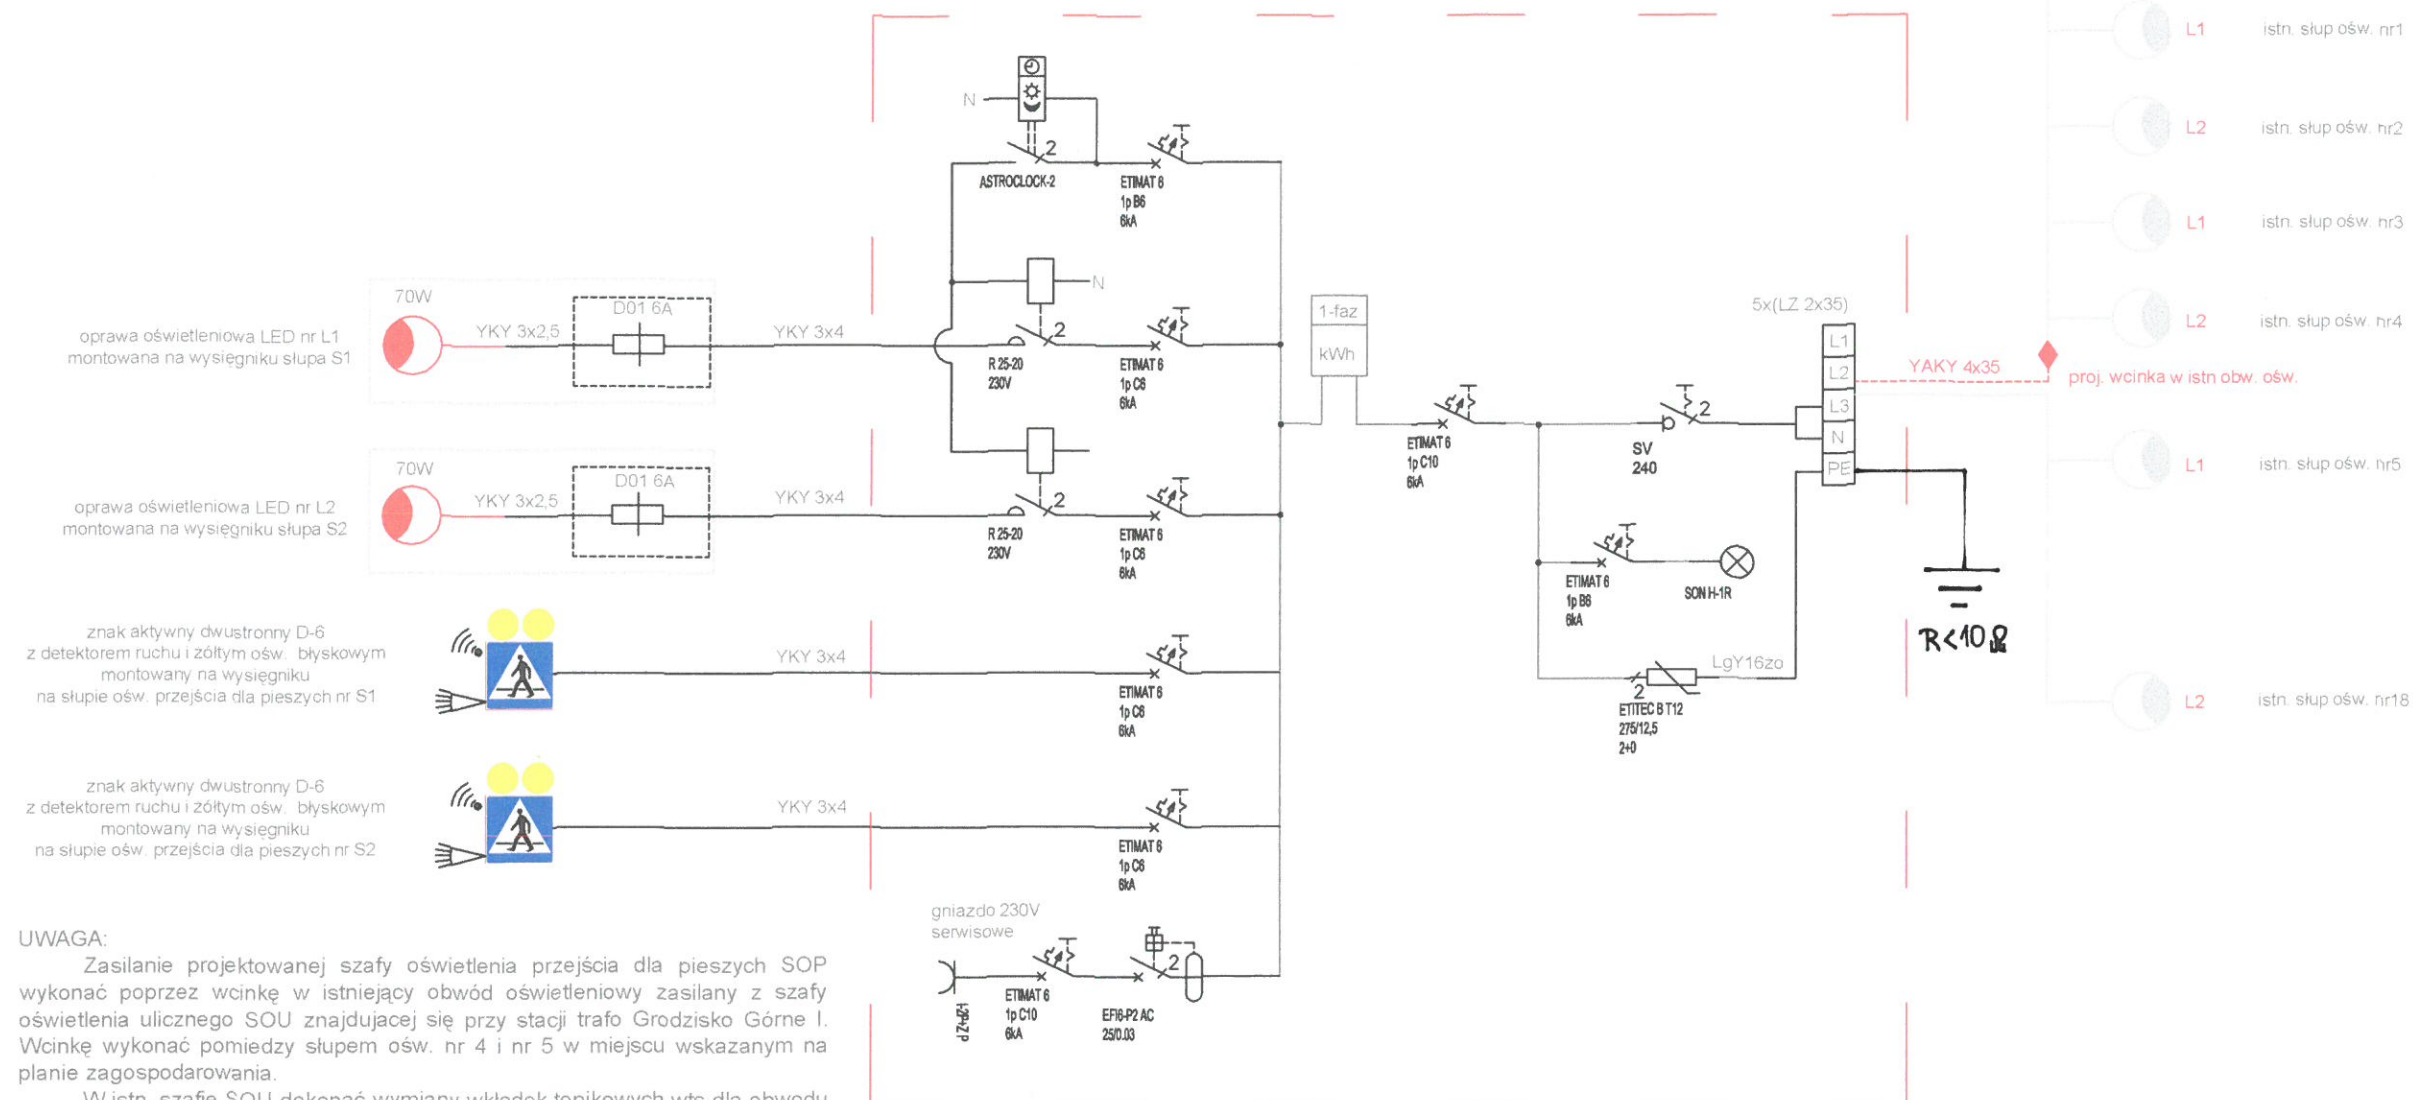 N
ASTROCLOCK-2
2
ETIMAT 6
1p B6
6kA
L1
istn. słup ośw. nr1
L2
istn. słup ośw. nr2
L1
istn. słup ośw. nr3
L2
istn. słup ośw. nr4
70W
D01 6A
oprawa oświetleniowa LED nr L1
montowana na wysięgniku słupa S1
YKY 3x2,5
YKY 3x4
N
2
R 25-20
230V
ETIMAT 6
1p C6
6kA
1-faz
kWh
5x(LZ 2x35)
L1
L2
L3
N
PE
YAKY 4x35
proj. wcinka w istn obw. ośw.
ETIMAT 6
1p C10
6kA
2
SV
240
L1
istn. słup ośw. nr5
70W
D01 6A
oprawa oświetleniowa LED nr L2
montowana na wysięgniku słupa S2
YKY 3x2,5
YKY 3x4
2
R 25-20
230V
ETIMAT 6
1p C6
6kA
ETIMAT 6
1p B6
6kA
SON H-1R
R<10Ω
znak aktywny dwustronny D-6
z detektorem ruchu i żółtym ośw. błyskowym
montowany na wysięgniku
na słupie ośw. przejścia dla pieszych nr S1
YKY 3x4
ETIMAT 6
1p C6
6kA
LgY16zo
2
ETITEC B T12
275/12,5
2+0
L2
istn. słup ośw. nr18
znak aktywny dwustronny D-6
z detektorem ruchu i żółtym ośw. błyskowym
montowany na wysięgniku
na słupie ośw. przejścia dla pieszych nr S2
YKY 3x4
ETIMAT 6
1p C6
6kA
gniazdo 230V
serwisowe
ETIMAT 6
1p C10
6kA
2
EFI6-P2 AC
25/0.03
UWAGA:
Zasilanie projektowanej szafy oświetlenia przejścia dla pieszych SOP
wykonać poprzez wcinkę w istniejący obwód oświetleniowy zasilany z szafy
oświetlenia ulicznego SOU znajdujacej się przy stacji trafo Grodzisko Górne I.
Wcinkę wykonać pomiedzy słupem ośw. nr 4 i nr 5 w miejscu wskazanym na
planie zagospodarowania.
W istn. szafie SOU dokonać wymiany wkładek topikowych wts dla obwodu